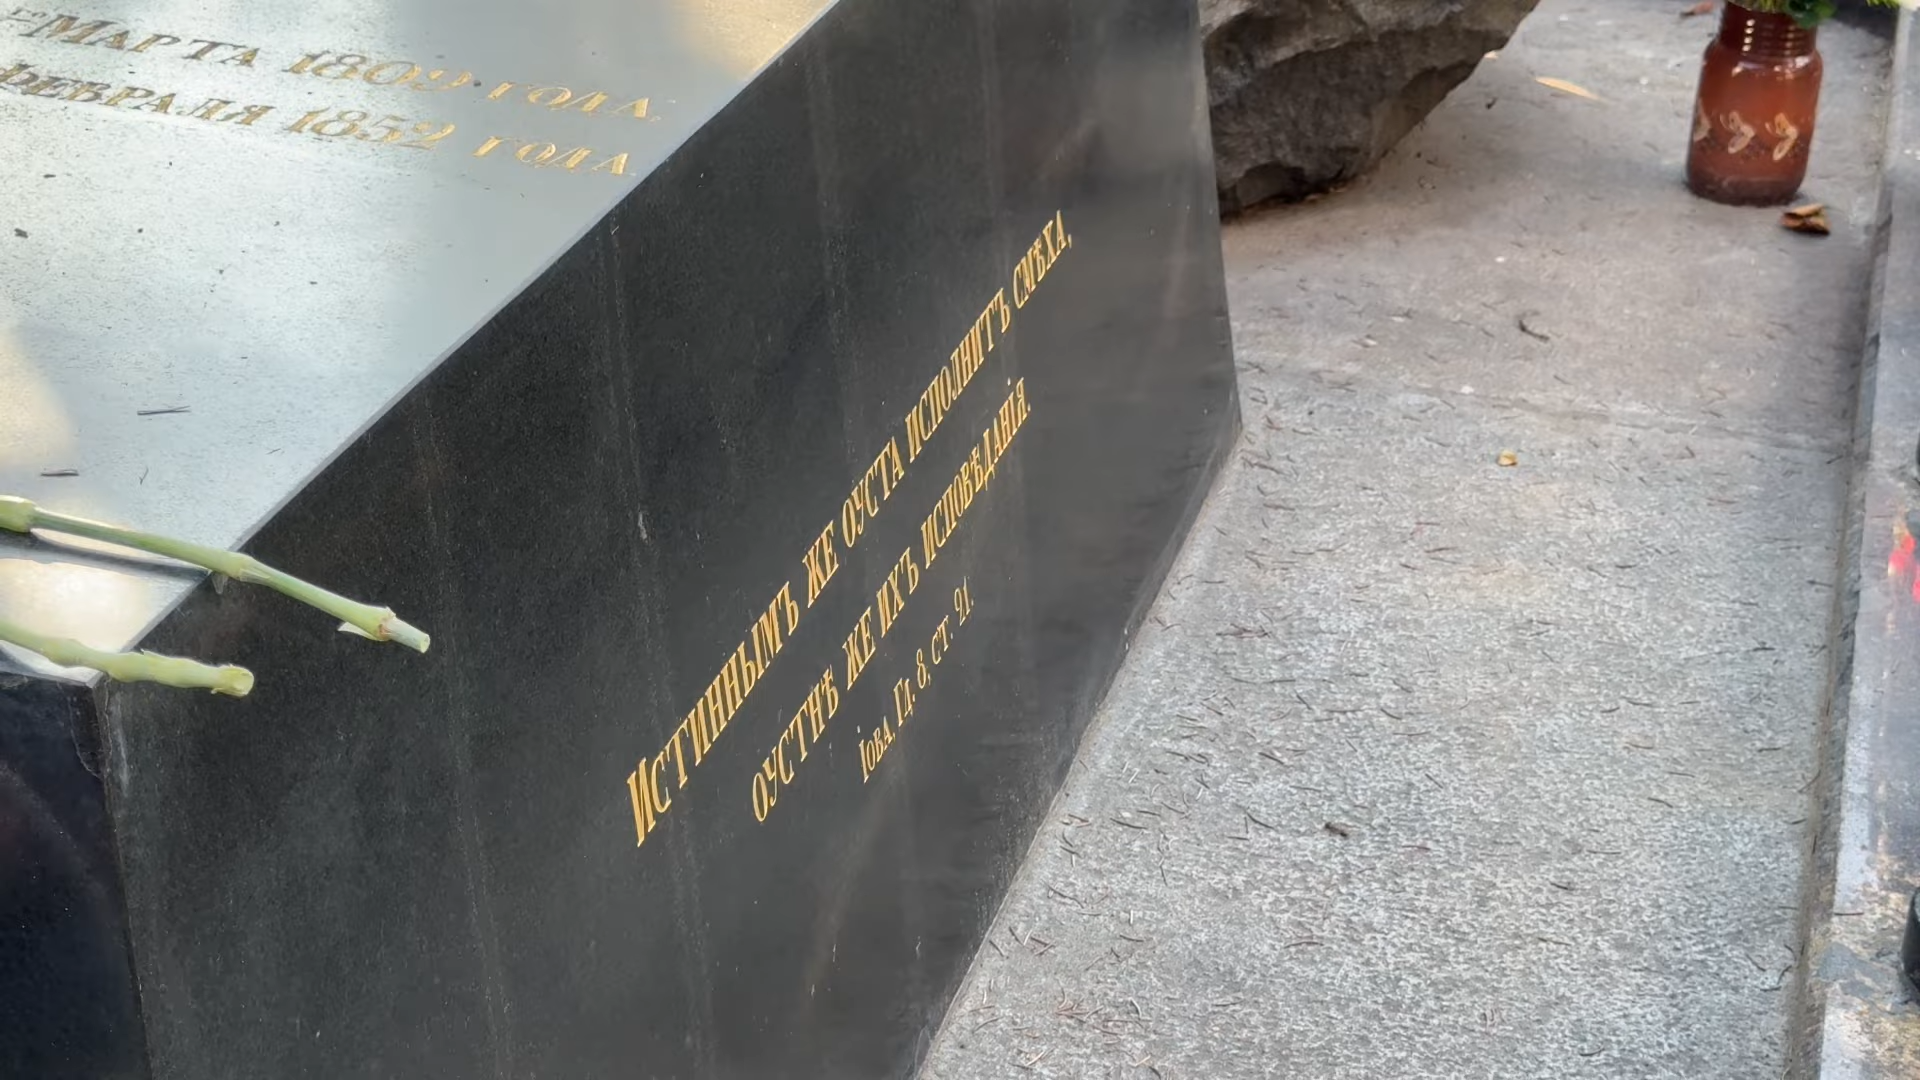 МАРТА 1809 ГОДА,
ФЕВРАЛЯ 1852 ГОДА
ИСТИННЫМЪ ЖЕ ОУСТА ИСПОЛНИТЪ СМѢХА,
ОУСТНѢ ЖЕ ИХЪ ИСПОВѢДАНІЯ.
ІОВА, ГЛ. 8, СТ. 21.